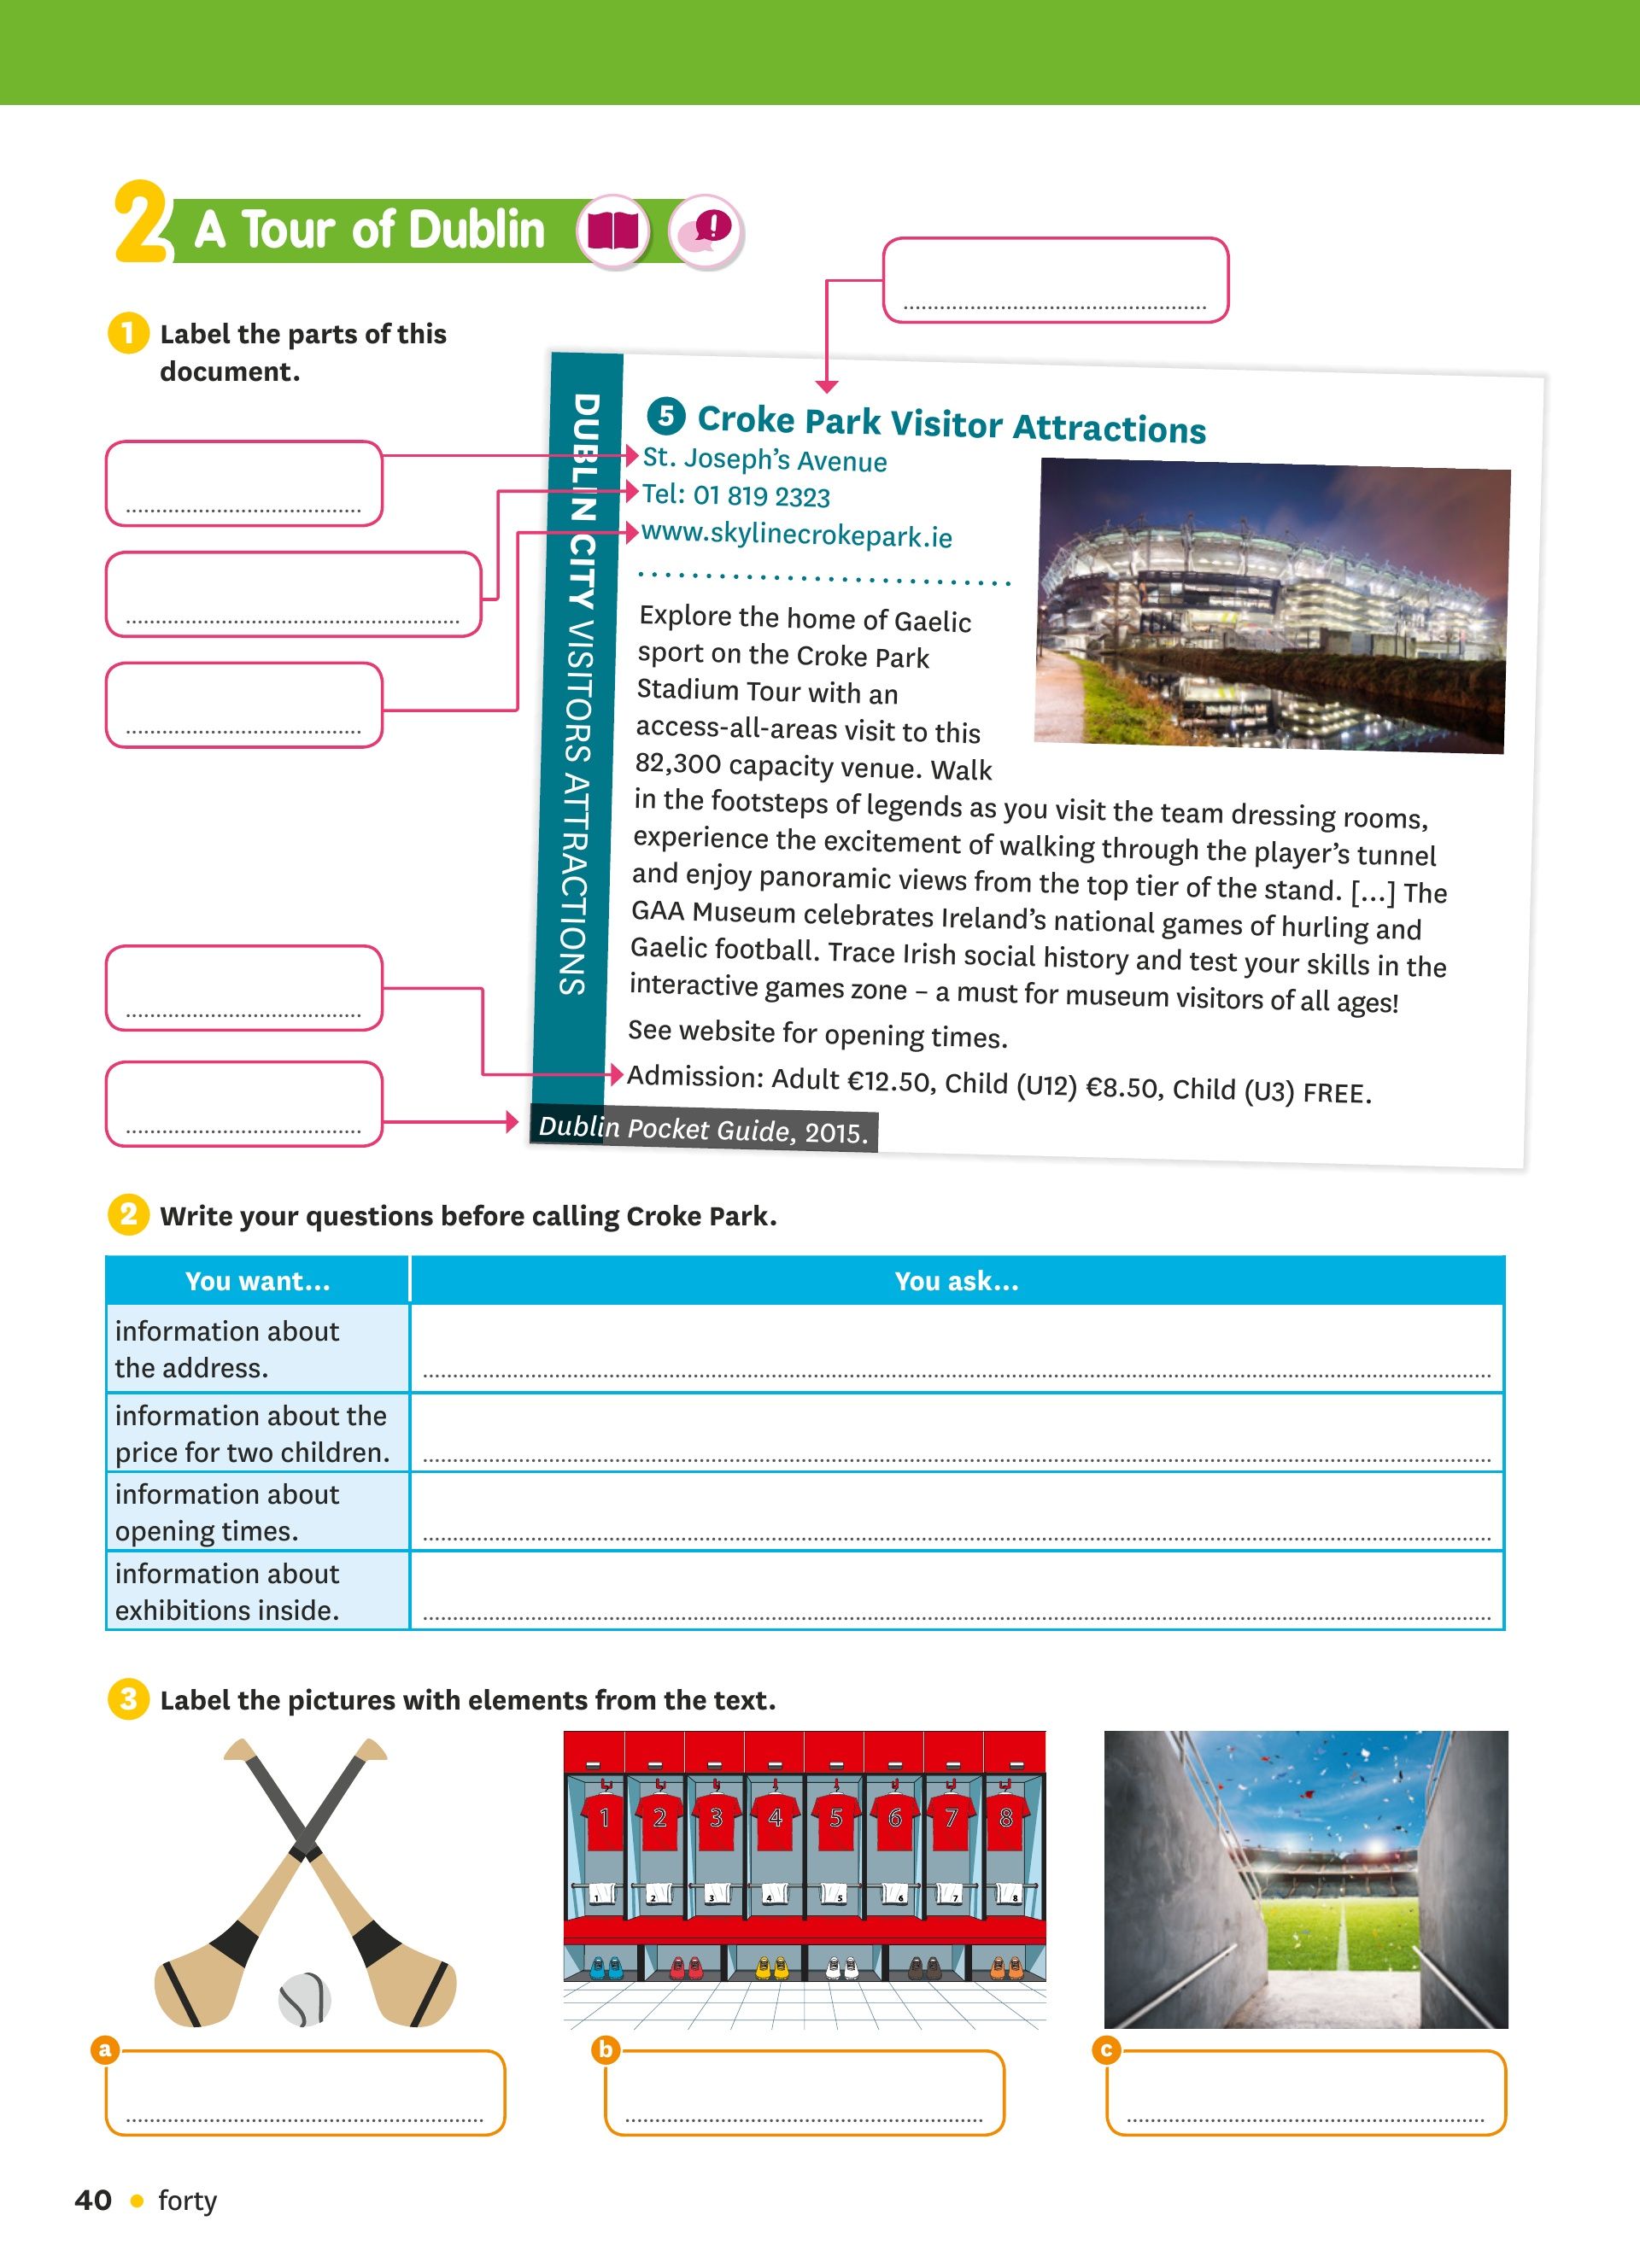 2 A Tour of Dublin
1 Label the parts of this
document.
DUBLIN CITY VISITORS ATTRACTIONS
5 Croke Park Visitor Attractions
St. Joseph's Avenue
Tel: 01 819 2323
www.skylinecrokepark.ie
Explore the home of Gaelic
sport on the Croke Park
Stadium Tour with an
access-all-areas visit to this
82,300 capacity venue. Walk
in the footsteps of legends as you visit the team dressing rooms,
experience the excitement of walking through the player's tunnel
and enjoy panoramic views from the top tier of the stand. [...] The
GAA Museum celebrates Ireland's national games of hurling and
Gaelic football. Trace Irish social history and test your skills in the
interactive games zone – a must for museum visitors of all ages!
See website for opening times.
Admission: Adult €12.50, Child (U12) €8.50, Child (U3) FREE.
Dublin Pocket Guide, 2015.
2 Write your questions before calling Croke Park.
You want... You ask...
information about
the address.
information about the
price for two children.
information about
opening times.
information about
exhibitions inside.
3 Label the pictures with elements from the text.
1 2 3 4 5 6 7 8
1 2 3 4 5 6 7 8
a b c
40 • forty